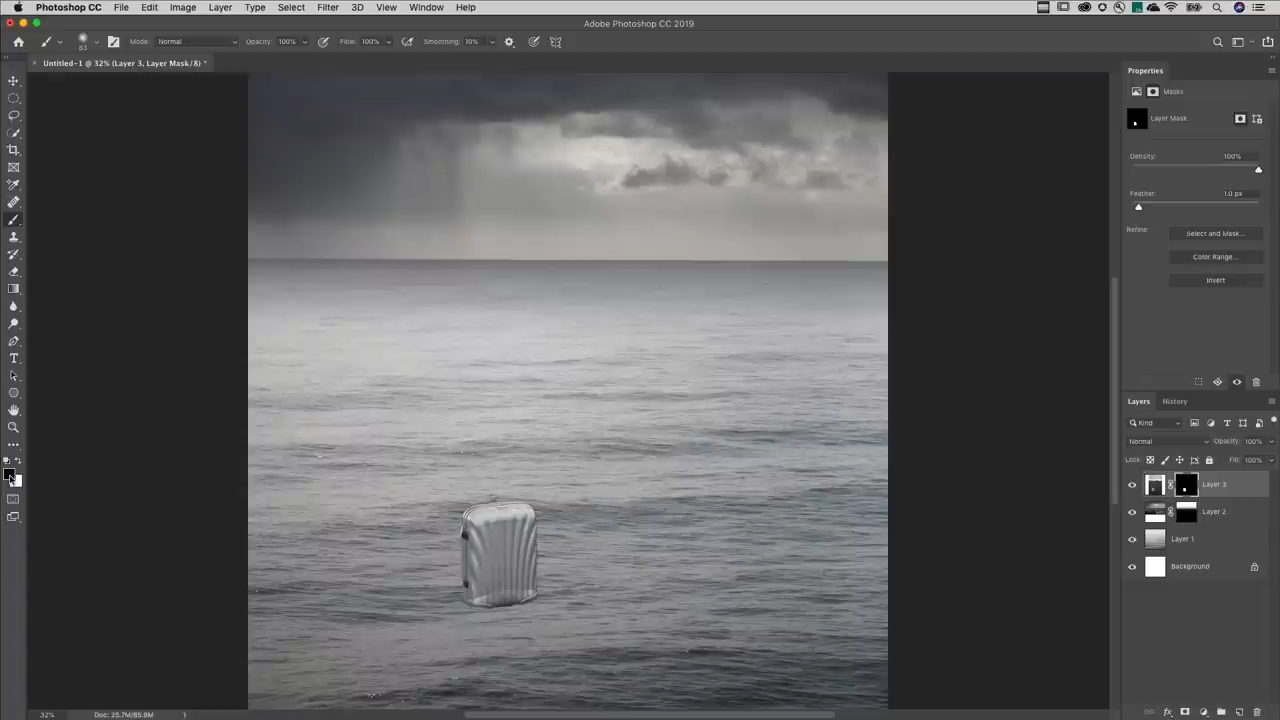 Photoshop CC File Edit Image Layer Type Select Filter 3D View Window Help
Adobe Photoshop CC 2019
83 Mode: Normal Opacity: 100% Flow: 100% Smoothing: 10%
× Untitled-1 @ 32% (Layer 3, Layer Mask/8) *
Properties
Masks
Layer Mask
Density: 100%
Feather: 1.0 px
Refine: Select and Mask...
Color Range...
Invert
Layers History
Kind
Normal Opacity: 100%
Lock: Fill: 100%
Layer 3
Layer 2
Layer 1
Background
32% Doc: 25.7M/85.9M